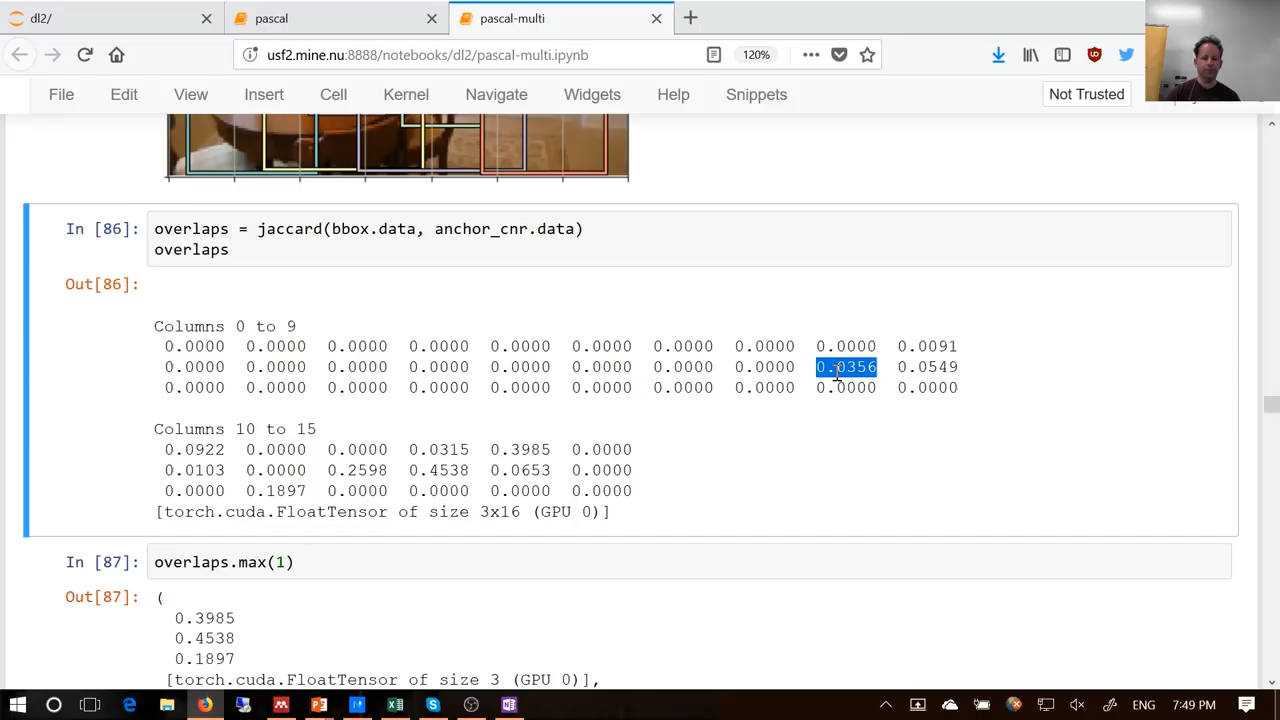 dl2/
pascal
pascal-multi
usf2.mine.nu:8888/notebooks/dl2/pascal-multi.ipynb
120%
File Edit View Insert Cell Kernel Navigate Widgets Help Snippets
Not Trusted
In [86]: overlaps = jaccard(bbox.data, anchor_cnr.data)
overlaps
Out[86]:
Columns 0 to 9
0.0000 0.0000 0.0000 0.0000 0.0000 0.0000 0.0000 0.0000 0.0000 0.0091
0.0000 0.0000 0.0000 0.0000 0.0000 0.0000 0.0000 0.0000 0.0356 0.0549
0.0000 0.0000 0.0000 0.0000 0.0000 0.0000 0.0000 0.0000 0.0000 0.0000
Columns 10 to 15
0.0922 0.0000 0.0000 0.0315 0.3985 0.0000
0.0103 0.0000 0.2598 0.4538 0.0653 0.0000
0.0000 0.1897 0.0000 0.0000 0.0000 0.0000
[torch.cuda.FloatTensor of size 3x16 (GPU 0)]
In [87]: overlaps.max(1)
Out[87]: (
0.3985
0.4538
0.1897
[torch.cuda.FloatTensor of size 3 (GPU 0)],
ENG 7:49 PM